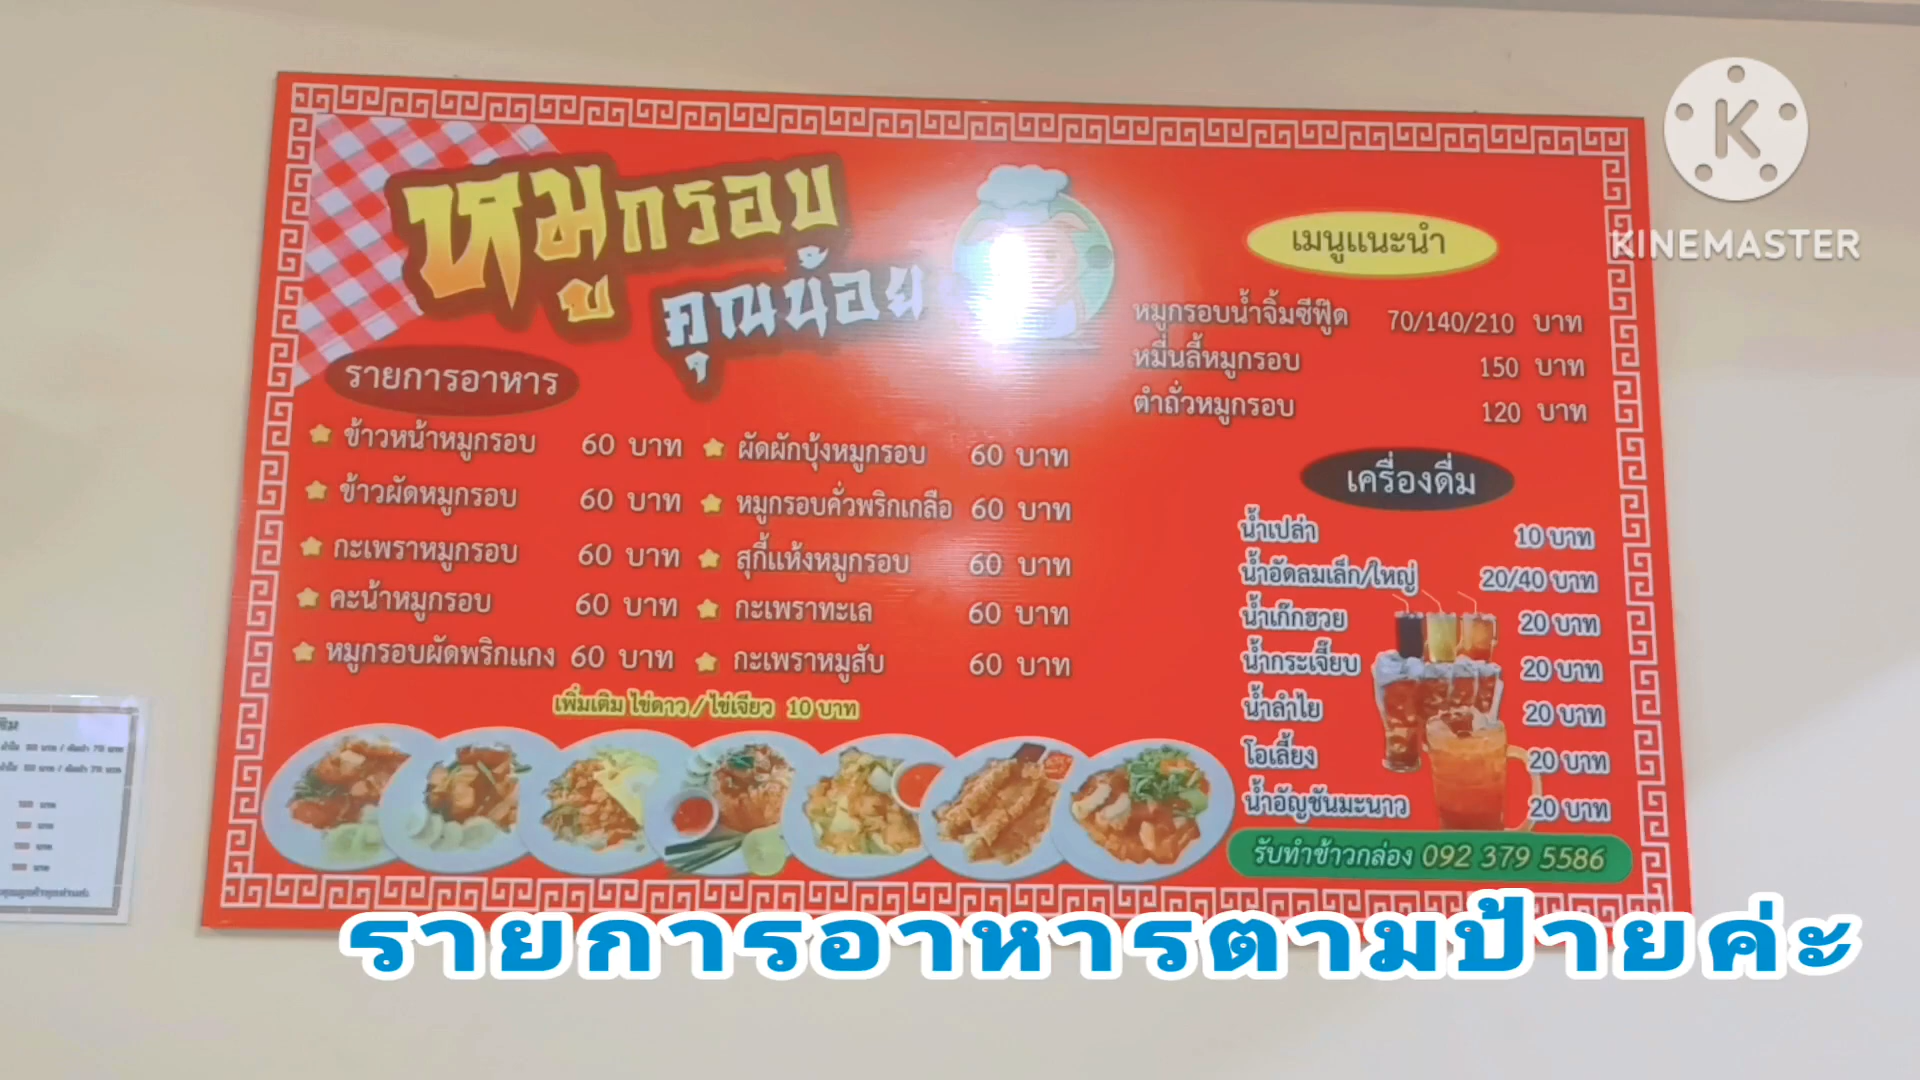 หมูกรอบ
คุณน้อย
รายการอาหาร
ข้าวหน้าหมูกรอบ 60 บาท
ข้าวผัดหมูกรอบ 60 บาท
กะเพราหมูกรอบ 60 บาท
คะน้าหมูกรอบ 60 บาท
หมูกรอบผัดพริกแกง 60 บาท
ผัดผักบุ้งหมูกรอบ 60 บาท
หมูกรอบคั่วพริกเกลือ 60 บาท
สุกี้แห้งหมูกรอบ 60 บาท
กะเพราทะเล 60 บาท
กะเพราหมูสับ 60 บาท
เพิ่มเติม ไข่ดาว / ไข่เจียว 10 บาท
เมนูแนะนำ
หมูกรอบน้ำจิ้มซีฟู๊ด 70/140/210 บาท
หมื่นลี้หมูกรอบ 150 บาท
ตำถั่วหมูกรอบ 120 บาท
เครื่องดื่ม
น้ำเปล่า 10 บาท
น้ำอัดลมเล็ก/ใหญ่ 20/40 บาท
น้ำเก๊กฮวย 20 บาท
น้ำกระเจี๊ยบ 20 บาท
น้ำลำไย 20 บาท
โอเลี้ยง 20 บาท
น้ำอัญชันมะนาว 20 บาท
รับทำข้าวกล่อง 092 379 5586
K
KINEMASTER
รายการอาหารตามป้ายค่ะ